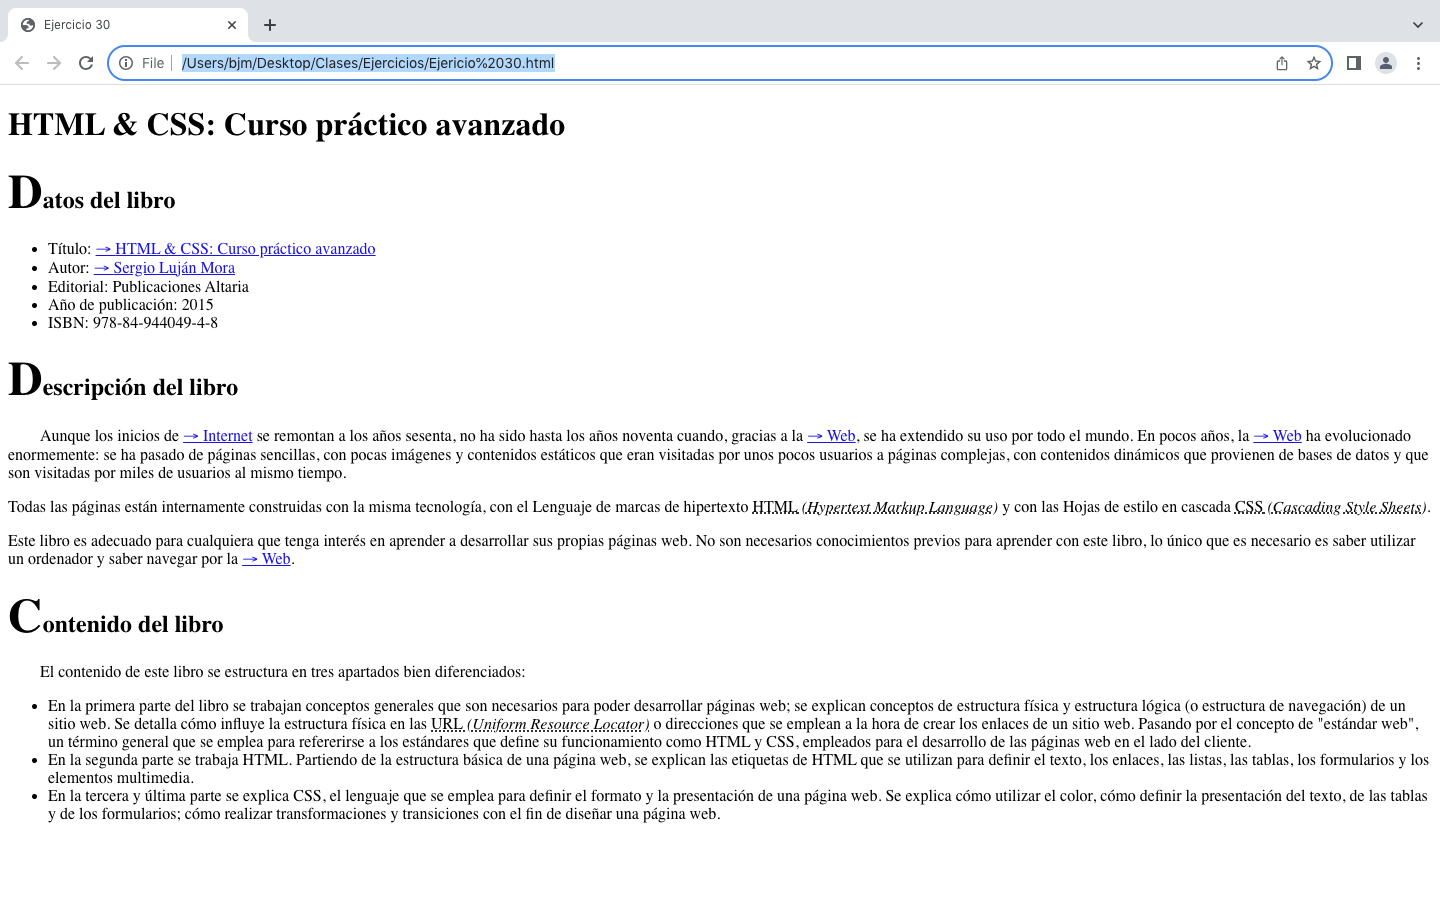 Ejercicio 30
File /Users/bjm/Desktop/Clases/Ejercicios/Ejericio%2030.html
HTML & CSS: Curso práctico avanzado
Datos del libro
• Título: → HTML & CSS: Curso práctico avanzado
• Autor: → Sergio Luján Mora
• Editorial: Publicaciones Altaria
• Año de publicación: 2015
• ISBN: 978-84-944049-4-8
Descripción del libro
Aunque los inicios de → Internet se remontan a los años sesenta, no ha sido hasta los años noventa cuando, gracias a la → Web, se ha extendido su uso por todo el mundo. En pocos años, la → Web ha evolucionado
enormemente: se ha pasado de páginas sencillas, con pocas imágenes y contenidos estáticos que eran visitadas por unos pocos usuarios a páginas complejas, con contenidos dinámicos que provienen de bases de datos y que
son visitadas por miles de usuarios al mismo tiempo.
Todas las páginas están internamente construidas con la misma tecnología, con el Lenguaje de marcas de hipertexto HTML (Hypertext Markup Language) y con las Hojas de estilo en cascada CSS (Cascading Style Sheets).
Este libro es adecuado para cualquiera que tenga interés en aprender a desarrollar sus propias páginas web. No son necesarios conocimientos previos para aprender con este libro, lo único que es necesario es saber utilizar
un ordenador y saber navegar por la → Web.
Contenido del libro
El contenido de este libro se estructura en tres apartados bien diferenciados:
• En la primera parte del libro se trabajan conceptos generales que son necesarios para poder desarrollar páginas web; se explican conceptos de estructura física y estructura lógica (o estructura de navegación) de un
sitio web. Se detalla cómo influye la estructura física en las URL (Uniform Resource Locator) o direcciones que se emplean a la hora de crear los enlaces de un sitio web. Pasando por el concepto de "estándar web",
un término general que se emplea para refererirse a los estándares que define su funcionamiento como HTML y CSS, empleados para el desarrollo de las páginas web en el lado del cliente.
• En la segunda parte se trabaja HTML. Partiendo de la estructura básica de una página web, se explican las etiquetas de HTML que se utilizan para definir el texto, los enlaces, las listas, las tablas, los formularios y los
elementos multimedia.
• En la tercera y última parte se explica CSS, el lenguaje que se emplea para definir el formato y la presentación de una página web. Se explica cómo utilizar el color, cómo definir la presentación del texto, de las tablas
y de los formularios; cómo realizar transformaciones y transiciones con el fin de diseñar una página web.